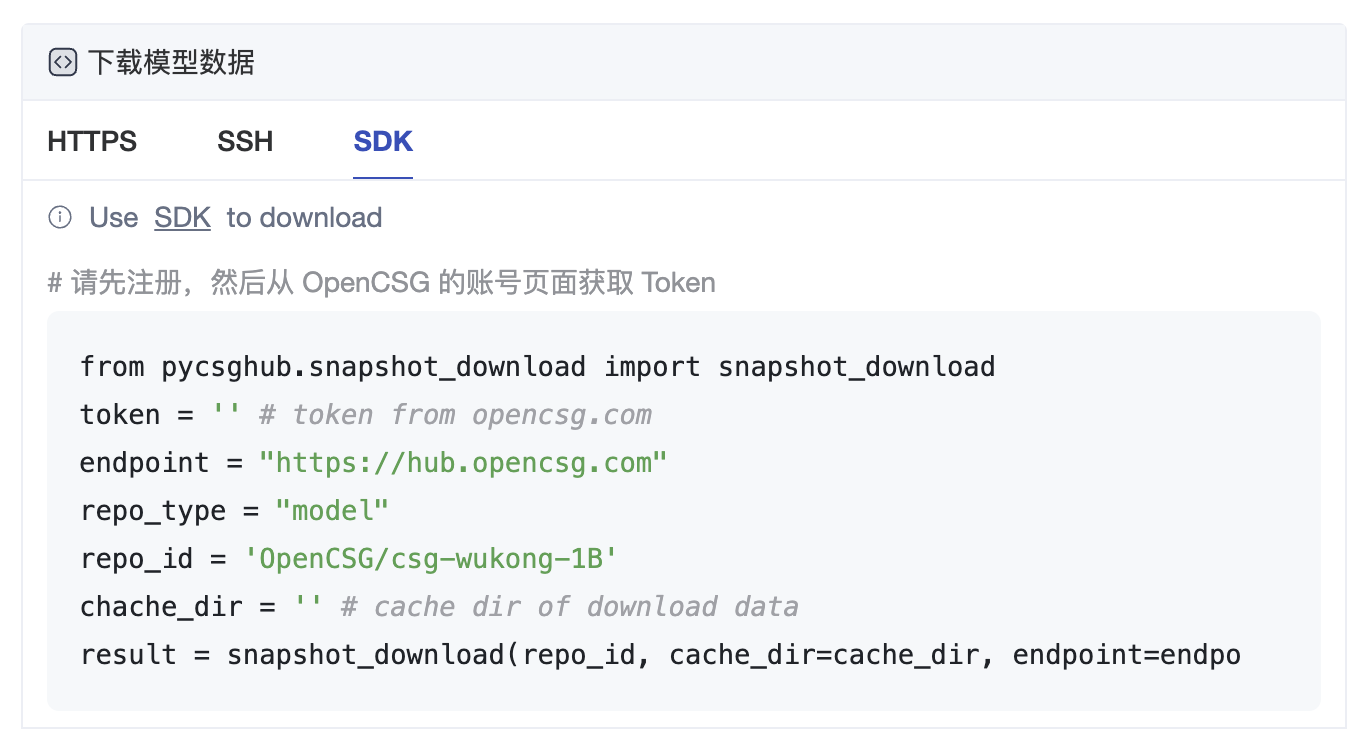 下载模型数据
HTTPS SSH SDK
Use SDK to download
# 请先注册，然后从 OpenCSG 的账号页面获取 Token
from pycsghub.snapshot_download import snapshot_download
token = '' # token from opencsg.com
endpoint = "https://hub.opencsg.com"
repo_type = "model"
repo_id = 'OpenCSG/csg-wukong-1B'
chache_dir = '' # cache dir of download data
result = snapshot_download(repo_id, cache_dir=cache_dir, endpoint=endpo